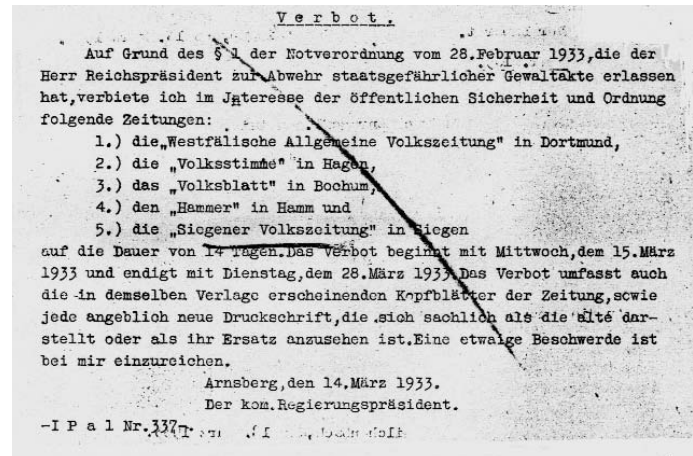 Verbot.
Auf Grund des § 1 der Notverordnung vom 28.Februar 1933,die der
Herr Reichspräsident zur Abwehr staatsgefährlicher Gewaltakte erlassen
hat,verbiete ich im Jnteresse der öffentlichen Sicherheit und Ordnung
folgende Zeitungen:
1.) die„Westfälische Allgemeine Volkszeitung" in Dortmund,
2.) die „Volksstimme" in Hagen,
3.) das „Volksblatt" in Bochum,
4.) den „Hammer" in Hamm und
5.) die „Siegener Volkszeitung" in Siegen
auf die Dauer von 14 Tagen.Das Verbot beginnt mit Mittwoch,dem 15.März
1933 und endigt mit Dienstag,dem 28.März 1933.Das Verbot umfasst auch
die in demselben Verlage erscheinenden Kopfblätter der Zeitung,sowie
jede angeblich neue Druckschrift,die sich sachlich als die alte dar-
stellt oder als ihr Ersatz anzusehen ist.Eine etwaige Beschwerde ist
bei mir einzureichen.
Arnsberg,den 14.März 1933.
Der kom.Regierungspräsident.
-I P a l Nr.337-.